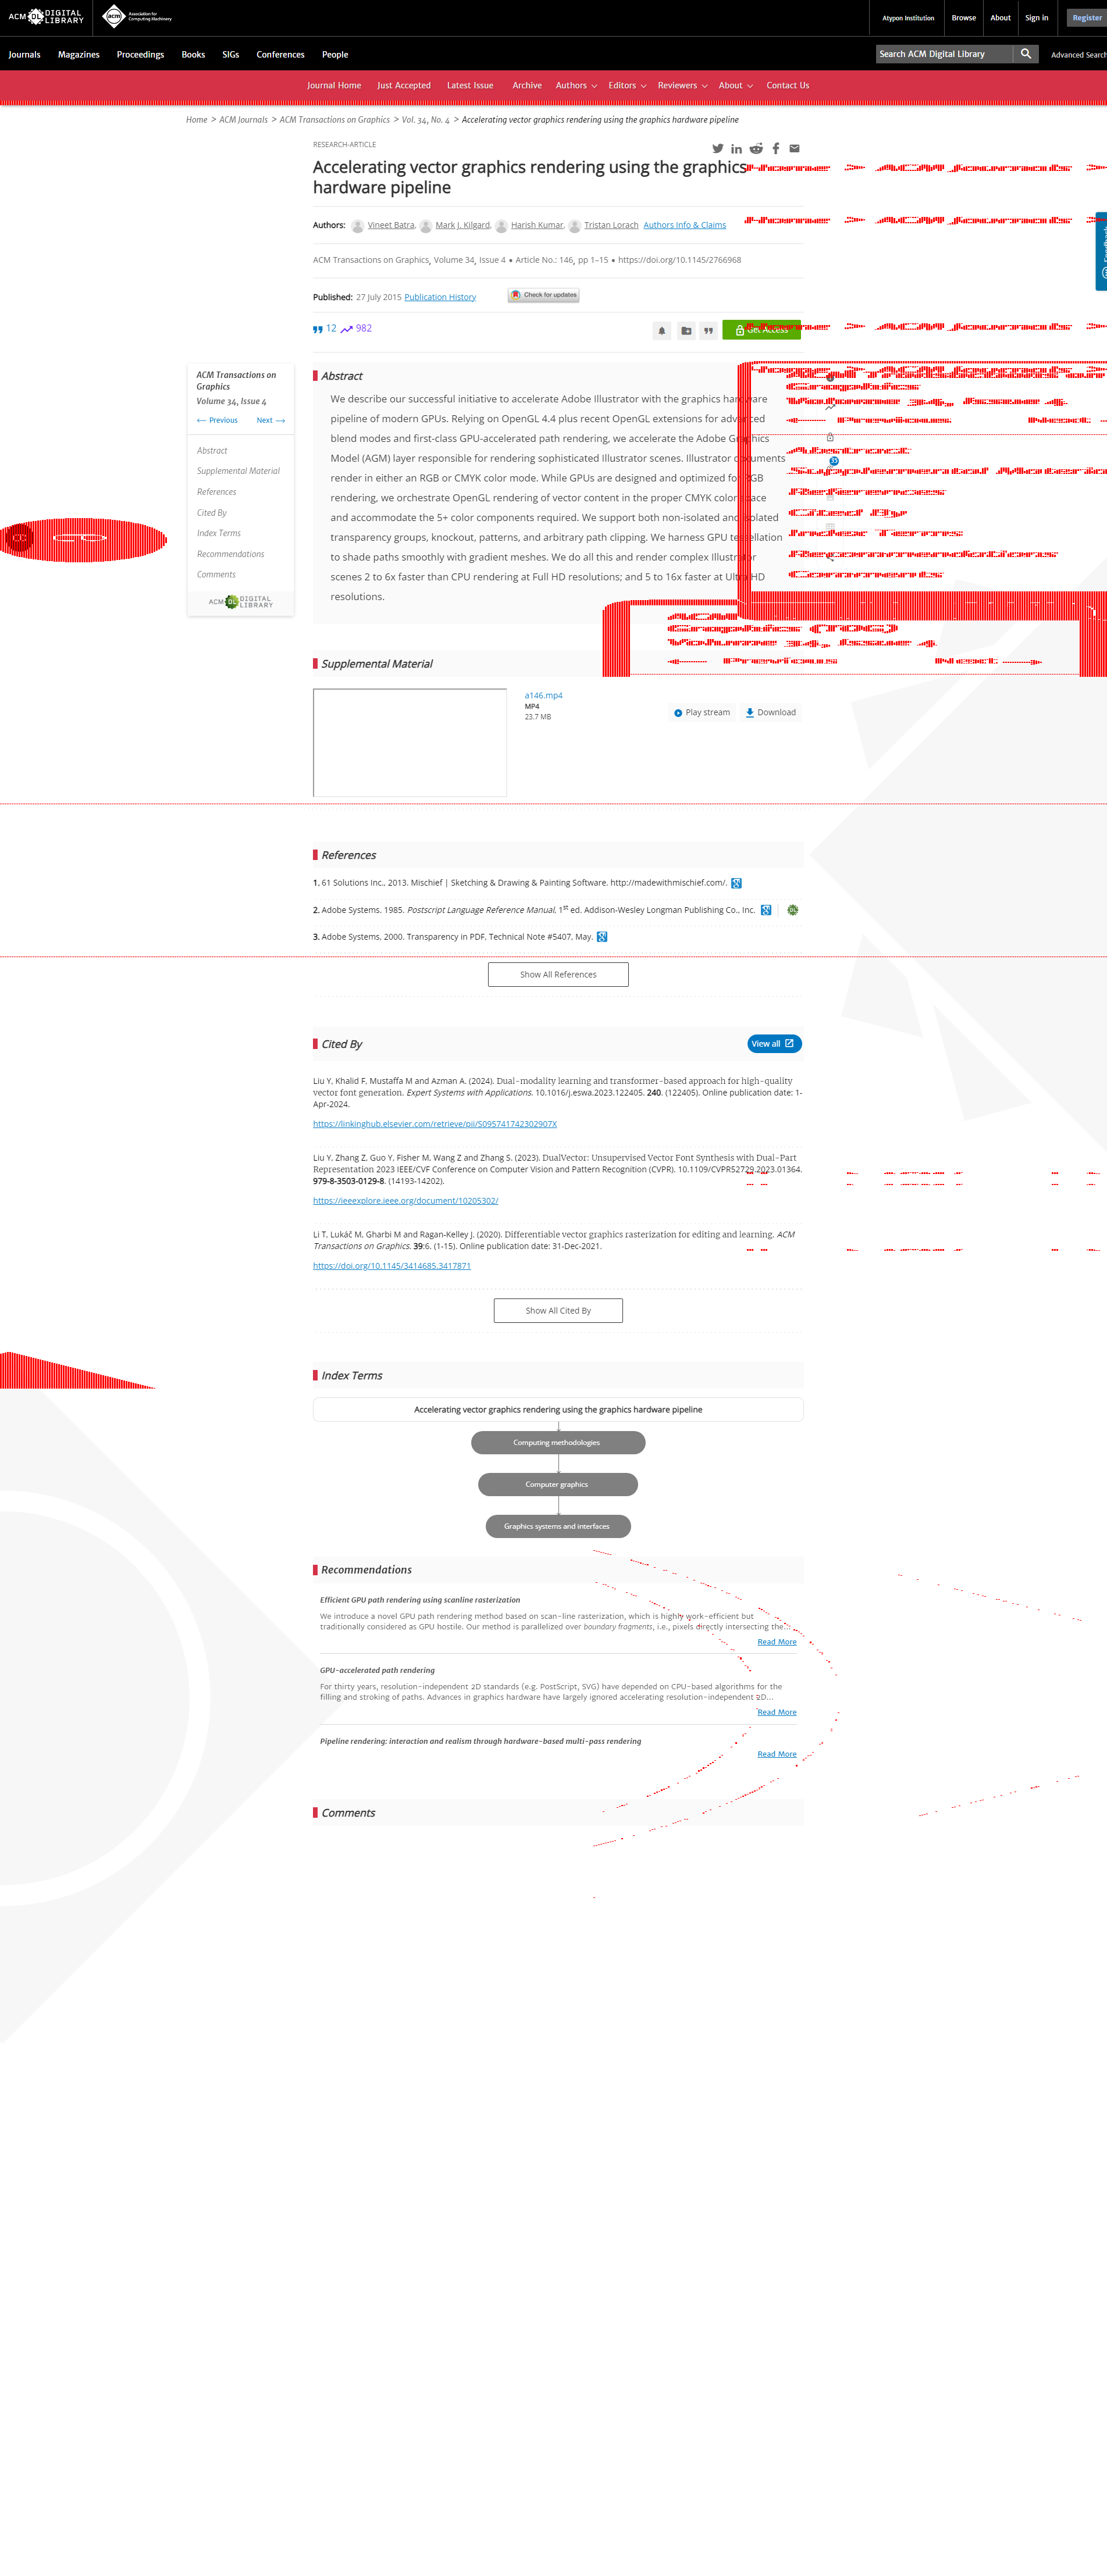 ACM DL DIGITAL LIBRARY
acm Association for Computing Machinery
Atypon Institution
Browse
About
Sign in
Register
Journals
Magazines
Proceedings
Books
SIGs
Conferences
People
Search ACM Digital Library
Advanced Search
Journal Home
Just Accepted
Latest Issue
Archive
Authors
Editors
Reviewers
About
Contact Us
Home > ACM Journals > ACM Transactions on Graphics > Vol. 34, No. 4 > Accelerating vector graphics rendering using the graphics hardware pipeline
RESEARCH-ARTICLE
Accelerating vector graphics rendering using the graphics
hardware pipeline
Authors: Vineet Batra, Mark J. Kilgard, Harish Kumar, Tristan Lorach Authors Info & Claims
ACM Transactions on Graphics, Volume 34, Issue 4 • Article No.: 146, pp 1–15 • https://doi.org/10.1145/2766968
Published: 27 July 2015 Publication History
Check for updates
12 982
Get Access
ACM Transactions on
Graphics
Volume 34, Issue 4
Previous
Next
Abstract
Supplemental Material
References
Cited By
Index Terms
Recommendations
Comments
ACM DL DIGITAL LIBRARY
Abstract
We describe our successful initiative to accelerate Adobe Illustrator with the graphics hardware
pipeline of modern GPUs. Relying on OpenGL 4.4 plus recent OpenGL extensions for advanced
blend modes and first-class GPU-accelerated path rendering, we accelerate the Adobe Graphics
Model (AGM) layer responsible for rendering sophisticated Illustrator scenes. Illustrator documents
render in either an RGB or CMYK color mode. While GPUs are designed and optimized for RGB
rendering, we orchestrate OpenGL rendering of vector content in the proper CMYK color space
and accommodate the 5+ color components required. We support both non-isolated and isolated
transparency groups, knockout, patterns, and arbitrary path clipping. We harness GPU tessellation
to shade paths smoothly with gradient meshes. We do all this and render complex Illustrator
scenes 2 to 6x faster than CPU rendering at Full HD resolutions; and 5 to 16x faster at Ultra HD
resolutions.
Supplemental Material
a146.mp4
MP4
23.7 MB
Play stream
Download
References
1. 61 Solutions Inc., 2013. Mischief | Sketching & Drawing & Painting Software. http://madewithmischief.com/.
2. Adobe Systems. 1985. Postscript Language Reference Manual, 1st ed. Addison-Wesley Longman Publishing Co., Inc.
3. Adobe Systems, 2000. Transparency in PDF, Technical Note #5407, May.
Show All References
Cited By
View all
Liu Y, Khalid F, Mustaffa M and Azman A. (2024). Dual-modality learning and transformer-based approach for high-quality
vector font generation. Expert Systems with Applications. 10.1016/j.eswa.2023.122405. 240. (122405). Online publication date: 1-
Apr-2024.
https://linkinghub.elsevier.com/retrieve/pii/S095741742302907X
Liu Y, Zhang Z, Guo Y, Fisher M, Wang Z and Zhang S. (2023). DualVector: Unsupervised Vector Font Synthesis with Dual-Part
Representation 2023 IEEE/CVF Conference on Computer Vision and Pattern Recognition (CVPR). 10.1109/CVPR52729.2023.01364.
979-8-3503-0129-8. (14193-14202).
https://ieeexplore.ieee.org/document/10205302/
Li T, Lukáč M, Gharbi M and Ragan-Kelley J. (2020). Differentiable vector graphics rasterization for editing and learning. ACM
Transactions on Graphics. 39:6. (1-15). Online publication date: 31-Dec-2021.
https://doi.org/10.1145/3414685.3417871
Show All Cited By
Index Terms
Accelerating vector graphics rendering using the graphics hardware pipeline
Computing methodologies
Computer graphics
Graphics systems and interfaces
Recommendations
Efficient GPU path rendering using scanline rasterization
We introduce a novel GPU path rendering method based on scan-line rasterization, which is highly work-efficient but
traditionally considered as GPU hostile. Our method is parallelized over boundary fragments, i.e., pixels directly intersecting the...
Read More
GPU-accelerated path rendering
For thirty years, resolution-independent 2D standards (e.g. PostScript, SVG) have depended on CPU-based algorithms for the
filling and stroking of paths. Advances in graphics hardware have largely ignored accelerating resolution-independent 2D...
Read More
Pipeline rendering: interaction and realism through hardware-based multi-pass rendering
Read More
Comments